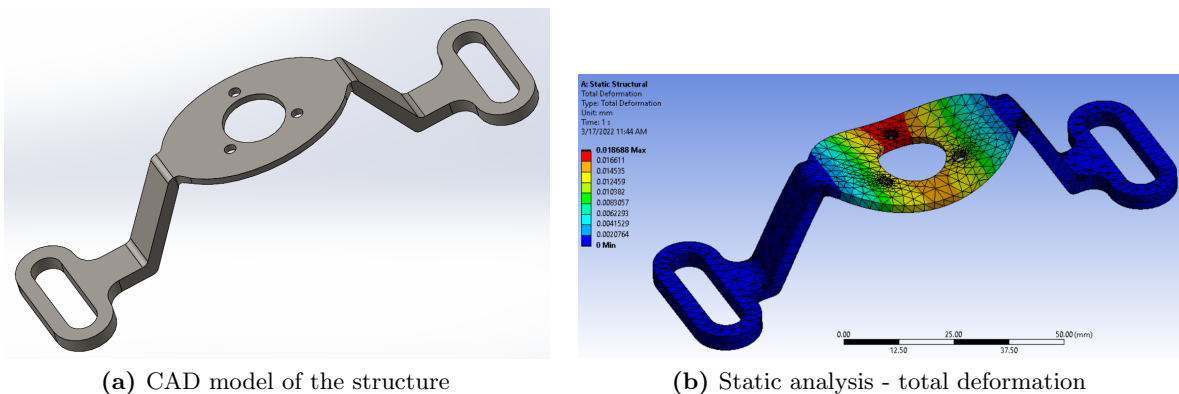 A: Static Structural
Total Deformation
Type: Total Deformation
Unit: mm
Time: 1 s
3/17/2022 11:44 AM
0.018688 Max
0.016611
0.014535
0.012459
0.010382
0.0083057
0.0062293
0.0041529
0.0020764
0 Min
0.00 25.00 50.00 (mm)
12.50 37.50
(a) CAD model of the structure
(b) Static analysis - total deformation